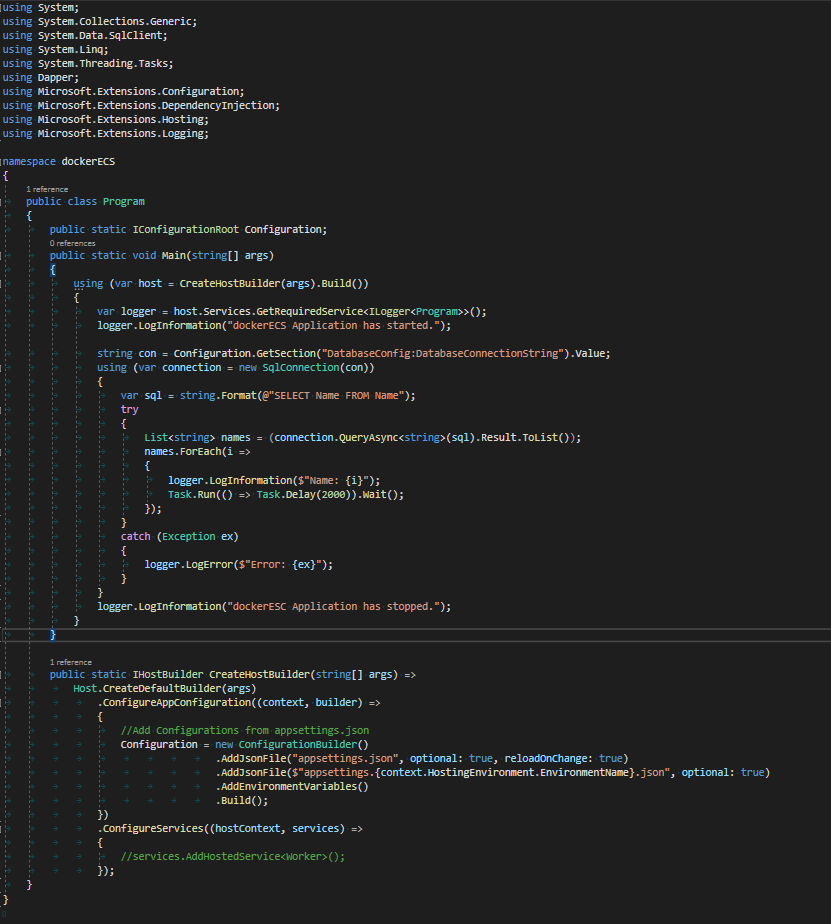 using System;
using System.Collections.Generic;
using System.Data.SqlClient;
using System.Linq;
using System.Threading.Tasks;
using Dapper;
using Microsoft.Extensions.Configuration;
using Microsoft.Extensions.DependencyInjection;
using Microsoft.Extensions.Hosting;
using Microsoft.Extensions.Logging;
namespace dockerECS
{
1 reference
public class Program
{
public static IConfigurationRoot Configuration;
0 references
public static void Main(string[] args)
{
using (var host = CreateHostBuilder(args).Build())
{
var logger = host.Services.GetRequiredService<ILogger<Program>>();
logger.LogInformation("dockerECS Application has started.");
string con = Configuration.GetSection("DatabaseConfig:DatabaseConnectionString").Value;
using (var connection = new SqlConnection(con))
{
var sql = string.Format(@"SELECT Name FROM Name");
try
{
List<string> names = (connection.QueryAsync<string>(sql).Result.ToList());
names.ForEach(i =>
{
logger.LogInformation($"Name: {i}");
Task.Run(() => Task.Delay(2000)).Wait();
});
}
catch (Exception ex)
{
logger.LogError($"Error: {ex}");
}
}
logger.LogInformation("dockerESC Application has stopped.");
}
}
1 reference
public static IHostBuilder CreateHostBuilder(string[] args) =>
Host.CreateDefaultBuilder(args)
.ConfigureAppConfiguration((context, builder) =>
{
//Add Configurations from appsettings.json
Configuration = new ConfigurationBuilder()
.AddJsonFile("appsettings.json", optional: true, reloadOnChange: true)
.AddJsonFile($"appsettings.{context.HostingEnvironment.EnvironmentName}.json", optional: true)
.AddEnvironmentVariables()
.Build();
})
.ConfigureServices((hostContext, services) =>
{
//services.AddHostedService<Worker>();
});
}
}